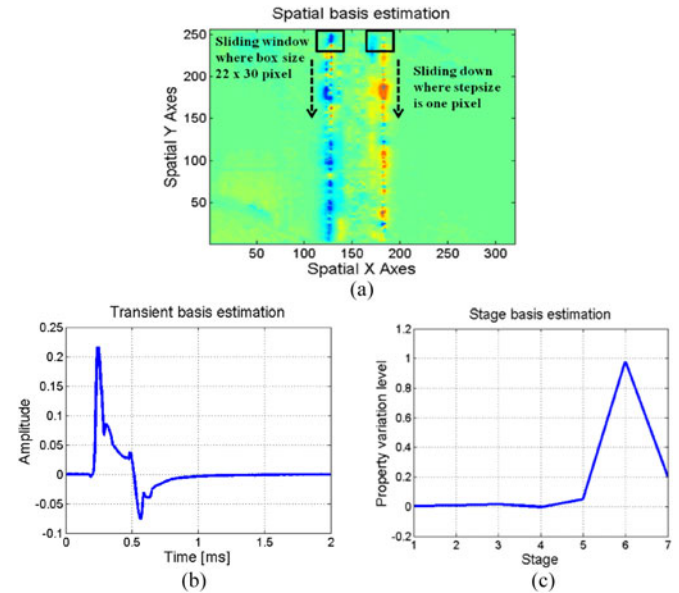 Spatial basis estimation
Sliding window
where box size
22 x 30 pixel
Sliding down
where stepsize
is one pixel
Spatial Y Axes
250
200
150
100
50
50 100 150 200 250 300
Spatial X Axes
(a)
Transient basis estimation
Amplitude
0.25
0.2
0.15
0.1
0.05
0
-0.05
-0.1
0 0.5 1 1.5 2
Time [ms]
(b)
Stage basis estimation
Property variation level
1.2
1
0.8
0.6
0.4
0.2
0
-0.2
1 2 3 4 5 6 7
Stage
(c)